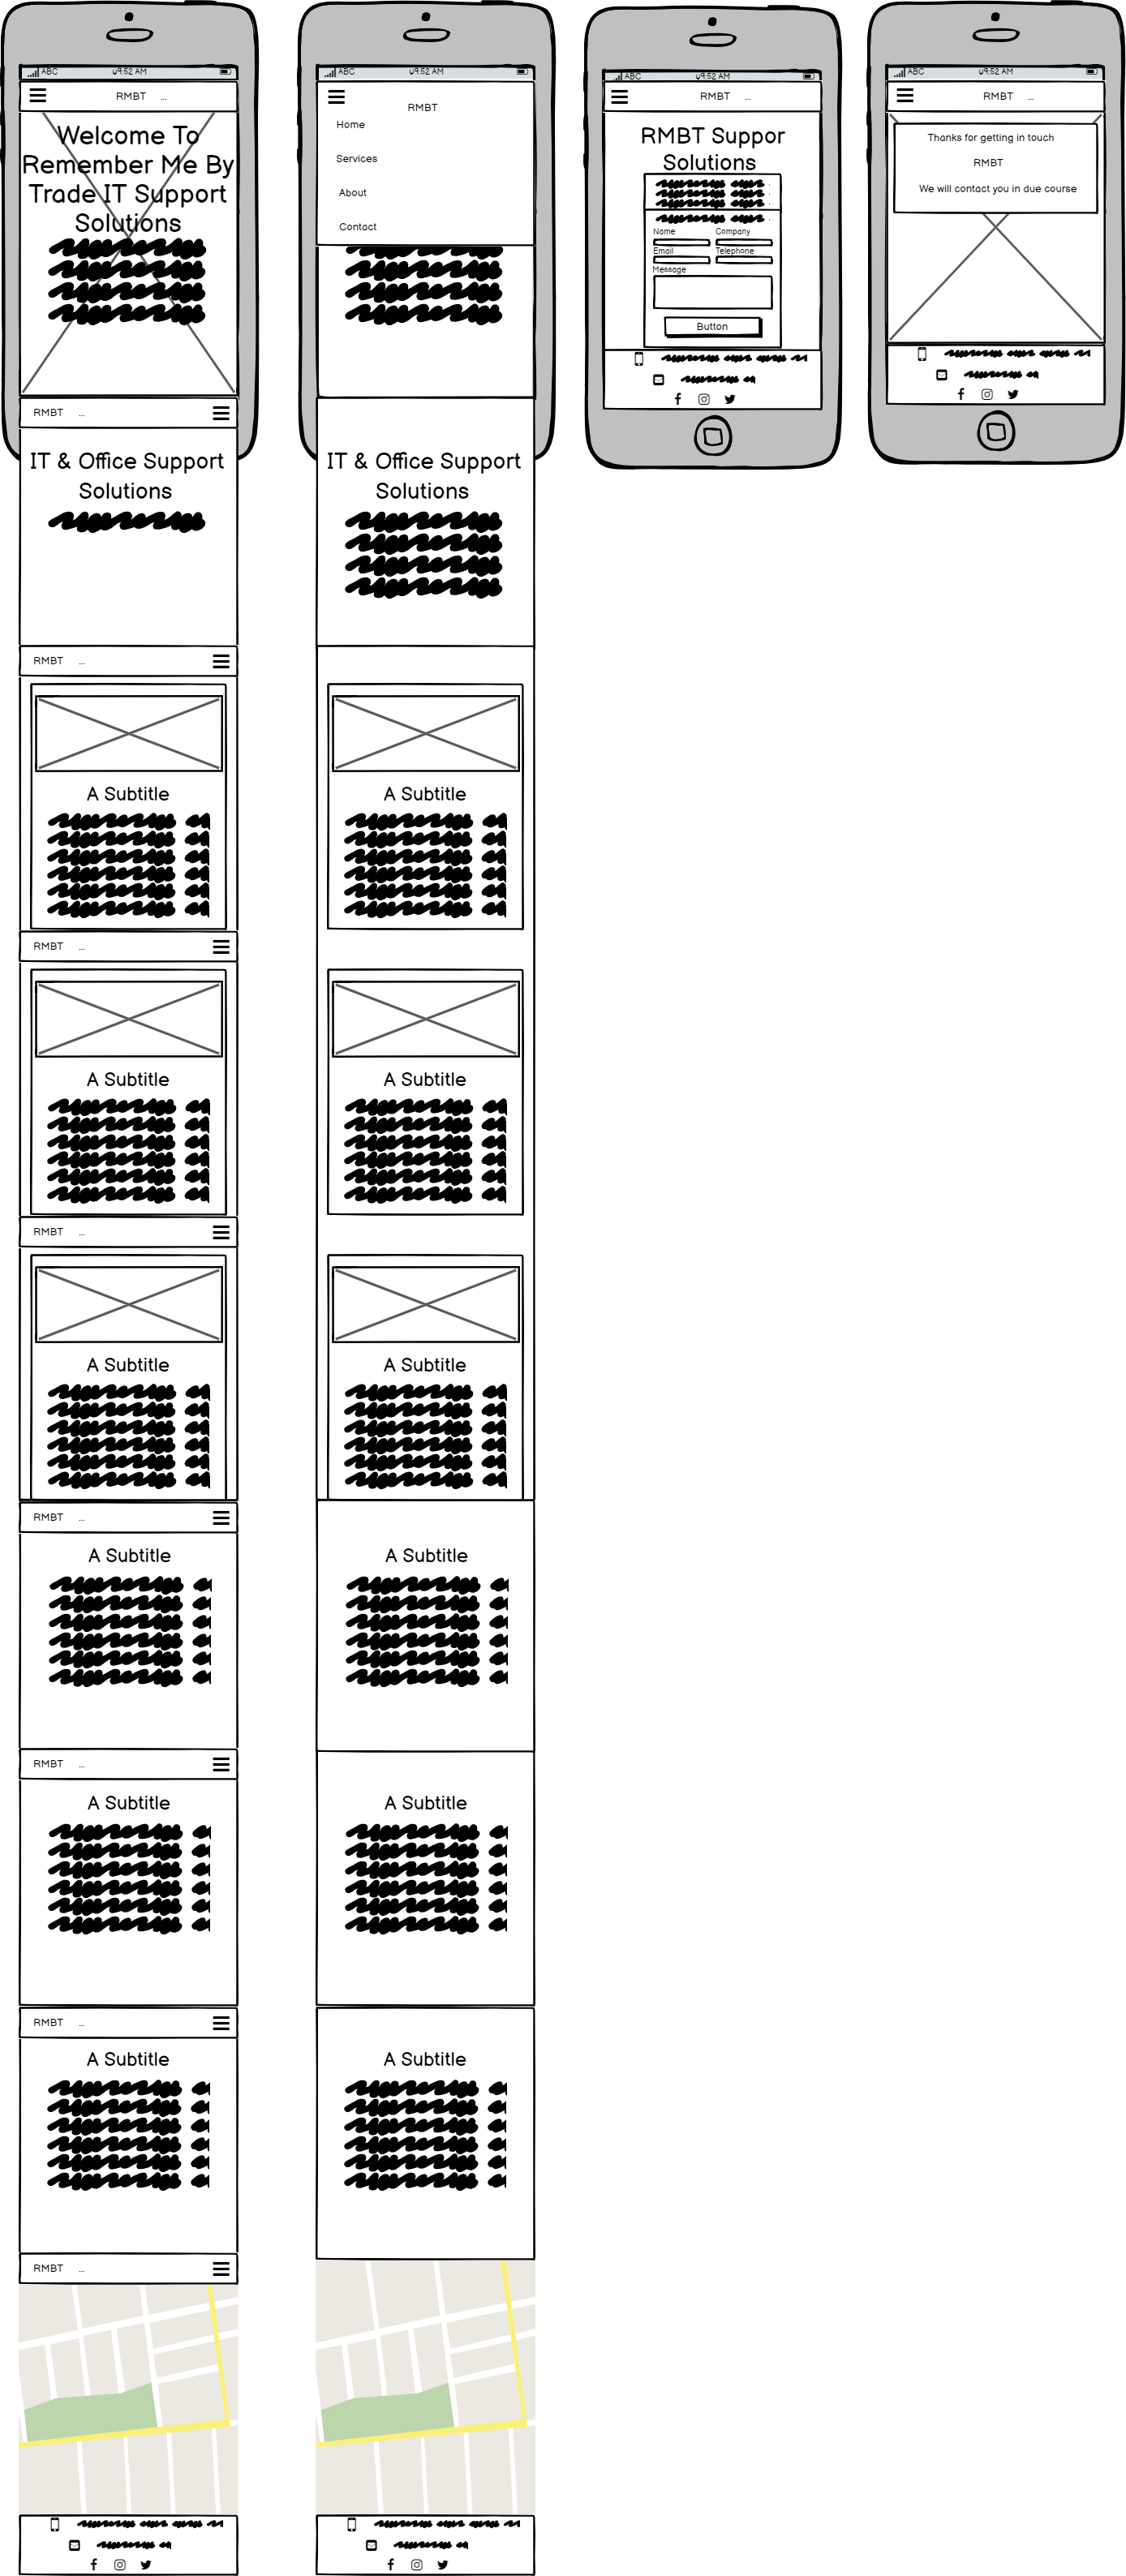 ABC 09:52 AM
RMBT ...
Welcome To
Remember Me By
Trade IT Support
Solutions
RMBT ...
IT & Office Support
Solutions
RMBT ...
A Subtitle
RMBT ...
A Subtitle
RMBT ...
A Subtitle
RMBT ...
A Subtitle
RMBT ...
A Subtitle
RMBT ...
A Subtitle
RMBT ...
ABC 09:52 AM
RMBT
Home
Services
About
Contact
IT & Office Support
Solutions
A Subtitle
A Subtitle
A Subtitle
A Subtitle
A Subtitle
A Subtitle
ABC 09:52 AM
RMBT ...
RMBT Suppor
Solutions
Name Company
Email Telephone
Message
Button
ABC 09:52 AM
RMBT ...
Thanks for getting in touch
RMBT
We will contact you in due course